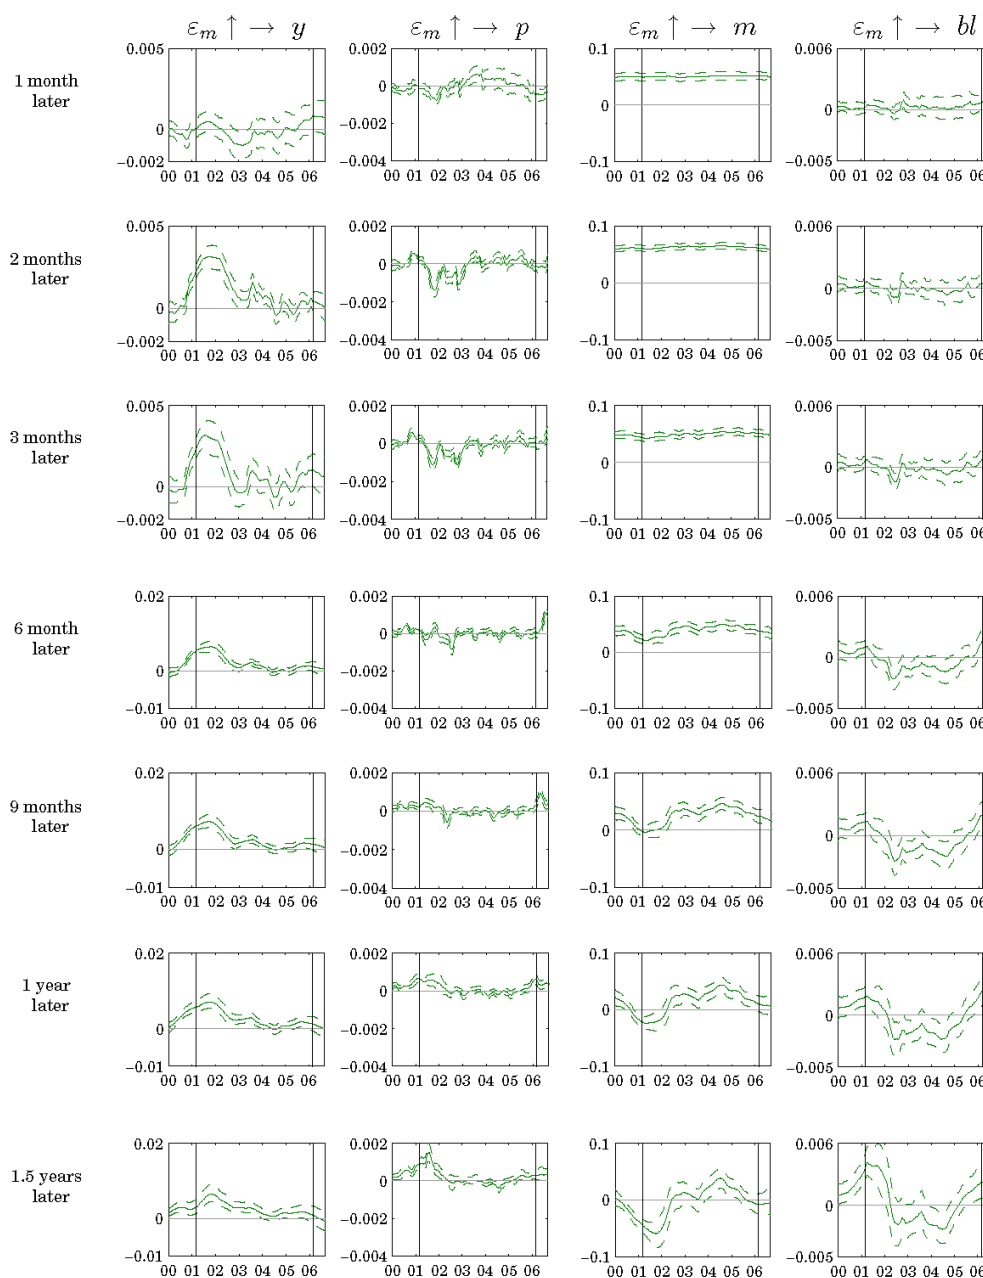 ε_m ↑ → y ε_m ↑ → p ε_m ↑ → m ε_m ↑ → bl
1 month
later
0.005 0.002 0.1 0.006
0 0 0 0
−0.002 −0.004 −0.1 −0.005
00 01 02 03 04 05 06 00 01 02 03 04 05 06 00 01 02 03 04 05 06 00 01 02 03 04 05 06
2 months
later
0.005 0.002 0.1 0.006
0 0 0 0
−0.002
−0.002 −0.004 −0.1 −0.005
00 01 02 03 04 05 06 00 01 02 03 04 05 06 00 01 02 03 04 05 06 00 01 02 03 04 05 06
3 months
later
0.005 0.002 0.1 0.006
0 0 0 0
−0.002
−0.002 −0.004 −0.1 −0.005
00 01 02 03 04 05 06 00 01 02 03 04 05 06 00 01 02 03 04 05 06 00 01 02 03 04 05 06
6 month
later
0.02 0.002 0.1 0.006
0 0 0 0
−0.002
−0.01 −0.004 −0.1 −0.005
00 01 02 03 04 05 06 00 01 02 03 04 05 06 00 01 02 03 04 05 06 00 01 02 03 04 05 06
9 months
later
0.02 0.002 0.1 0.006
0 0 0 0
−0.002
−0.01 −0.004 −0.1 −0.005
00 01 02 03 04 05 06 00 01 02 03 04 05 06 00 01 02 03 04 05 06 00 01 02 03 04 05 06
1 year
later
0.02 0.002 0.1 0.006
0 0 0 0
−0.002
−0.01 −0.004 −0.1 −0.005
00 01 02 03 04 05 06 00 01 02 03 04 05 06 00 01 02 03 04 05 06 00 01 02 03 04 05 06
1.5 years
later
0.02 0.002 0.1 0.006
0 0 0 0
−0.002
−0.01 −0.004 −0.1 −0.005
00 01 02 03 04 05 06 00 01 02 03 04 05 06 00 01 02 03 04 05 06 00 01 02 03 04 05 06